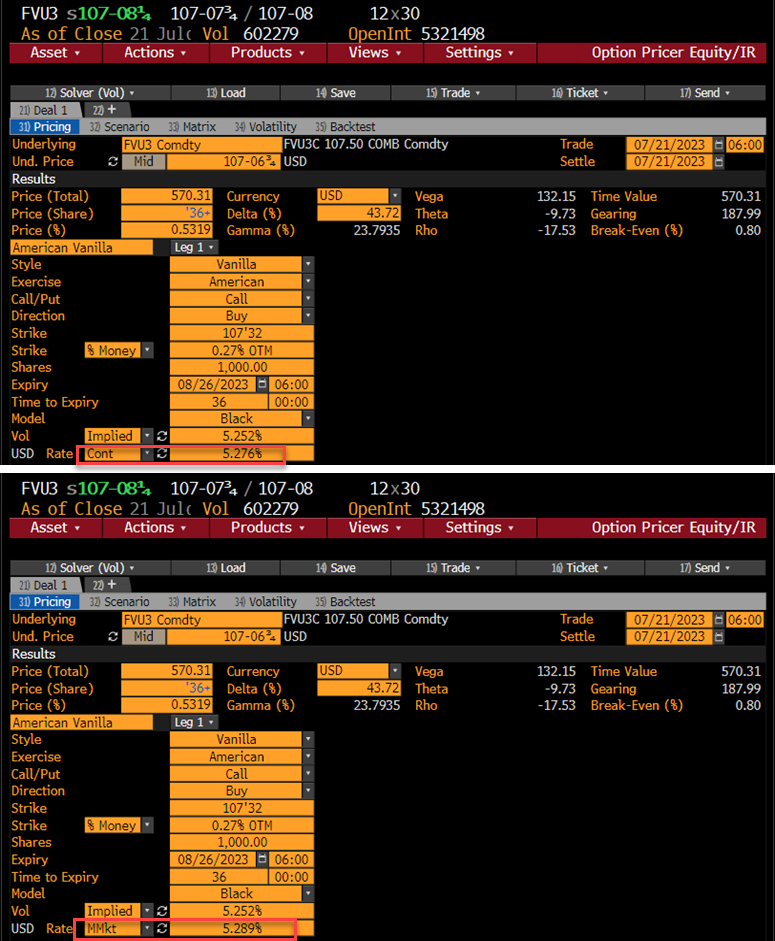 FVU3 s107-08¼ 107-07¾ / 107-08 12x30
As of Close 21 Jul Vol 602279 OpenInt 5321498
Asset Actions Products Views Settings Option Pricer Equity/IR
12) Solver (Vol) 13) Load 14) Save 15) Trade 16) Ticket 17) Send
21) Deal 1 22) +
31) Pricing 32) Scenario 33) Matrix 34) Volatility 35) Backtest
Underlying FVU3 Comdty FVU3C 107.50 COMB Comdty Trade 07/21/2023 06:00
Und. Price Mid 107-06¾ USD Settle 07/21/2023
Results
Price (Total) 570.31 Currency USD Vega 132.15 Time Value 570.31
Price (Share) '36+ Delta (%) 43.72 Theta -9.73 Gearing 187.99
Price (%) 0.5319 Gamma (%) 23.7935 Rho -17.53 Break-Even (%) 0.80
American Vanilla Leg 1
Style Vanilla
Exercise American
Call/Put Call
Direction Buy
Strike 107'32
Strike % Money 0.27% OTM
Shares 1,000.00
Expiry 08/26/2023 06:00
Time to Expiry 36 00:00
Model Black
Vol Implied 5.252%
USD Rate Cont 5.276%
FVU3 s107-08¼ 107-07¾ / 107-08 12x30
As of Close 21 Jul Vol 602279 OpenInt 5321498
Asset Actions Products Views Settings Option Pricer Equity/IR
12) Solver (Vol) 13) Load 14) Save 15) Trade 16) Ticket 17) Send
21) Deal 1 22) +
31) Pricing 32) Scenario 33) Matrix 34) Volatility 35) Backtest
Underlying FVU3 Comdty FVU3C 107.50 COMB Comdty Trade 07/21/2023 06:00
Und. Price Mid 107-06¾ USD Settle 07/21/2023
Results
Price (Total) 570.31 Currency USD Vega 132.15 Time Value 570.31
Price (Share) '36+ Delta (%) 43.72 Theta -9.73 Gearing 187.99
Price (%) 0.5319 Gamma (%) 23.7935 Rho -17.53 Break-Even (%) 0.80
American Vanilla Leg 1
Style Vanilla
Exercise American
Call/Put Call
Direction Buy
Strike 107'32
Strike % Money 0.27% OTM
Shares 1,000.00
Expiry 08/26/2023 06:00
Time to Expiry 36 00:00
Model Black
Vol Implied 5.252%
USD Rate MMkt 5.289%